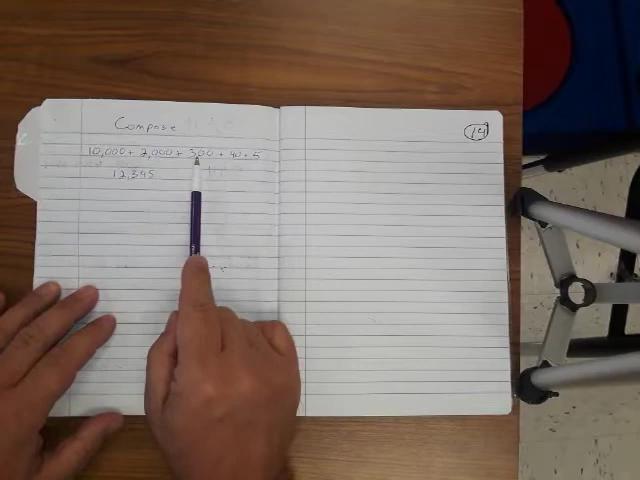 Compose
14
10,000 + 2,000 + 300 + 40 + 5
12,345